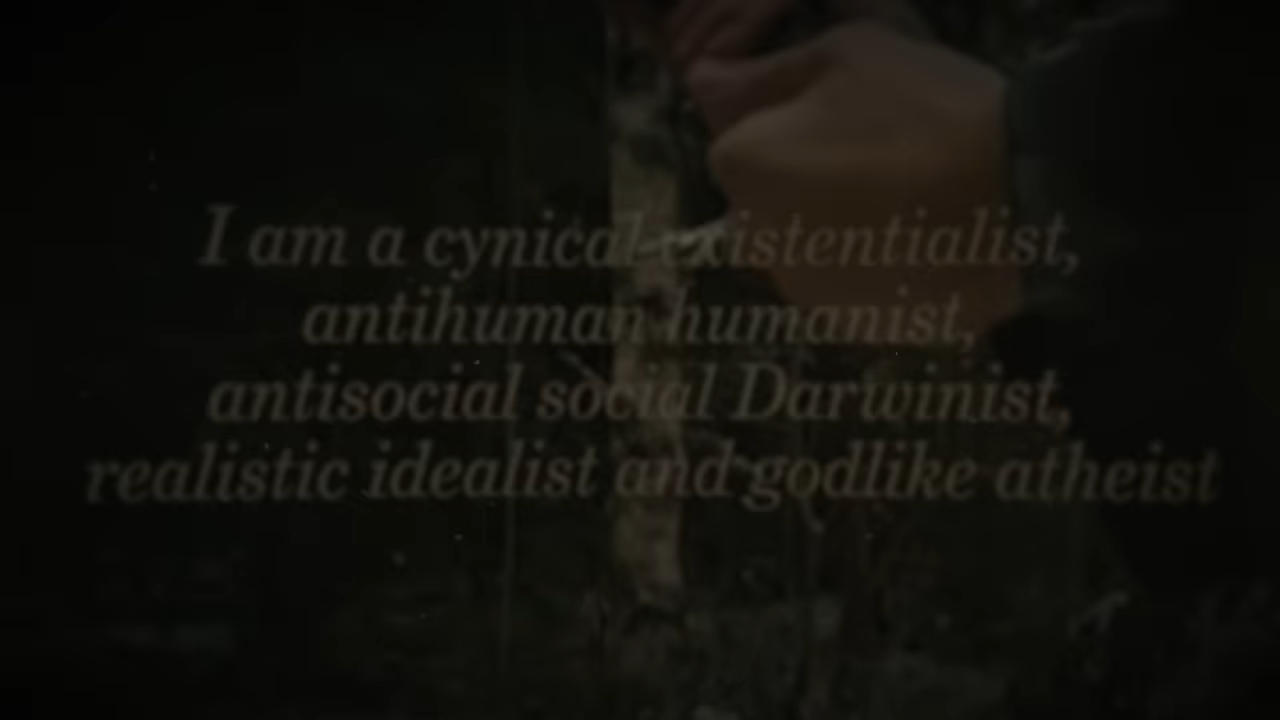 I am a cynical existentialist,
antihuman humanist,
antisocial social Darwinist,
realistic idealist and godlike atheist